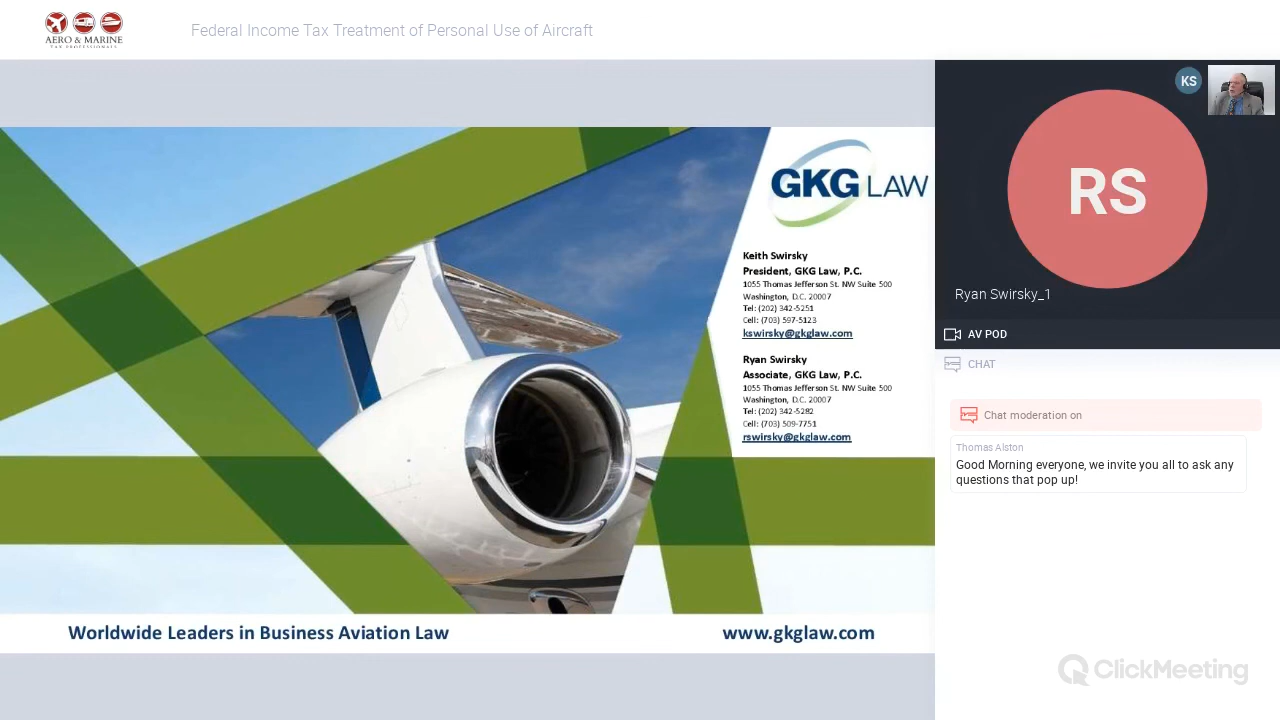 AERO & MARINE
TAX PROFESSIONALS
Federal Income Tax Treatment of Personal Use of Aircraft
GKG LAW
Keith Swirsky
President, GKG Law, P.C.
1055 Thomas Jefferson St. NW Suite 500
Washington, D.C. 20007
Tel: (202) 342-5251
Cell: (703) 597-5123
kswirsky@gkglaw.com
Ryan Swirsky
Associate, GKG Law, P.C.
1055 Thomas Jefferson St. NW Suite 500
Washington, D.C. 20007
Tel: (202) 342-5282
Cell: (703) 509-7751
rswirsky@gkglaw.com
Worldwide Leaders in Business Aviation Law
www.gkglaw.com
KS
RS
Ryan Swirsky_1
AV POD
CHAT
Chat moderation on
Thomas Alston
Good Morning everyone, we invite you all to ask any
questions that pop up!
ClickMeeting